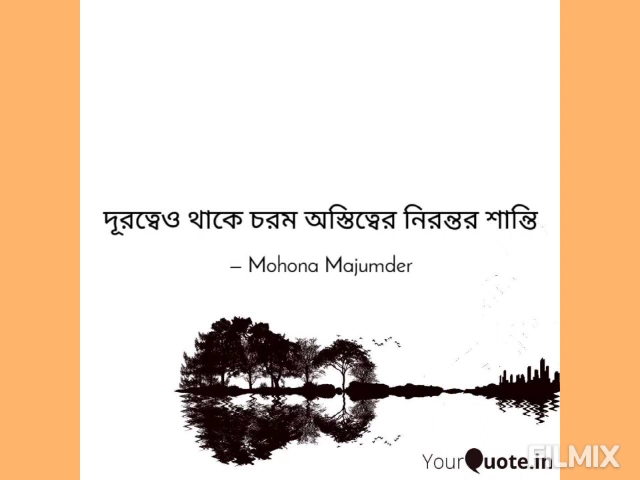 দূরত্বেও থাকে চরম অস্তিত্বের নিরন্তর শান্তি
– Mohona Majumder
YourQuote.in
FILMIX